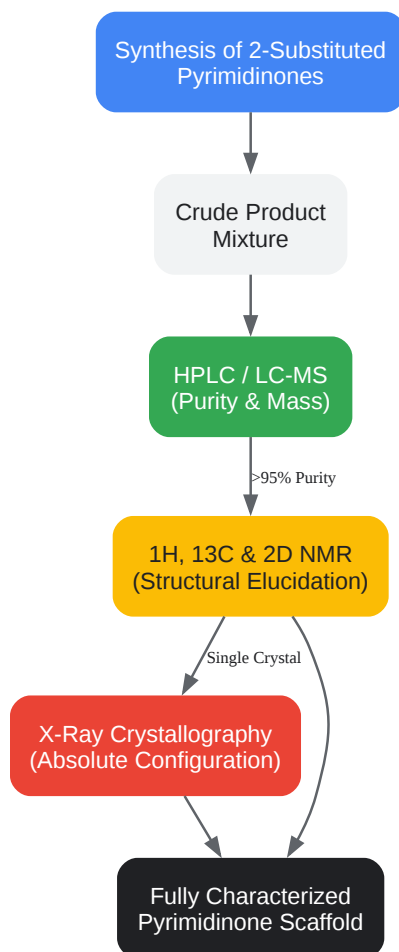 Synthesis of 2-Substituted
Pyrimidinones
Crude Product
Mixture
HPLC / LC-MS
(Purity & Mass)
>95% Purity
1H, 13C & 2D NMR
(Structural Elucidation)
Single Crystal
X-Ray Crystallography
(Absolute Configuration)
Fully Characterized
Pyrimidinone Scaffold